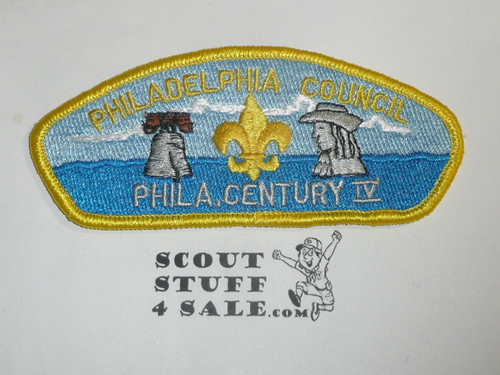 PHILADELPHIA COUNCIL
PHILA. CENTURY IV
SCOUT
STUFF
4 SALE.com